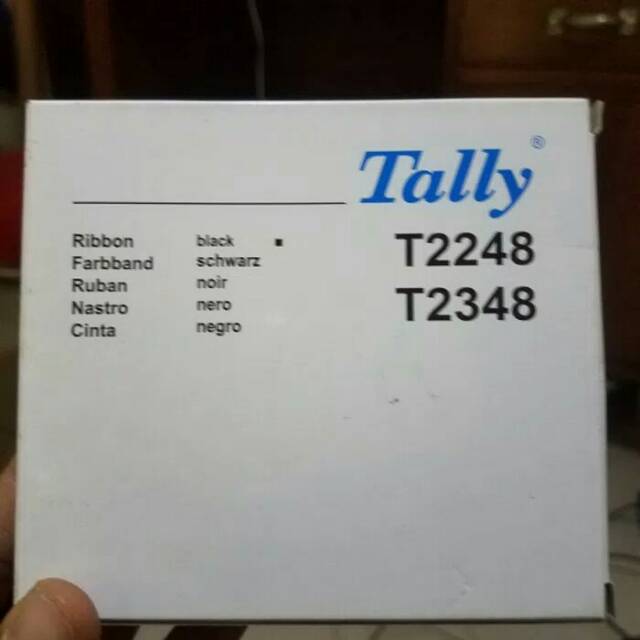 Tally®
Ribbon black ▪ T2248
Farbband schwarz
Ruban noir T2348
Nastro nero
Cinta negro